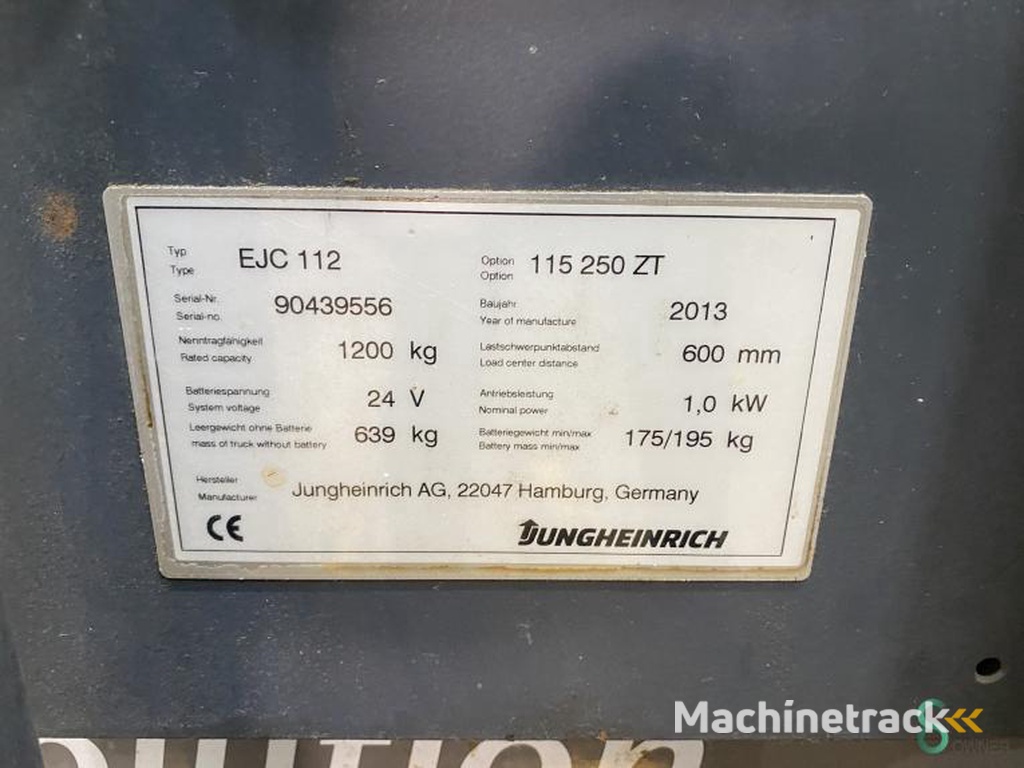 Typ
Type
EJC 112
Option
Option
115 250 ZT
Serial-Nr.
Serial-no.
90439556
Baujahr
Year of manufacture
2013
Nenntragfähigkeit
Rated capacity
1200 kg
Lastschwerpunktabstand
Load center distance
600 mm
Batteriespannung
System voltage
24 V
Antriebsleistung
Nominal power
1,0 kW
Leergewicht ohne Batterie
mass of truck without battery
639 kg
Batteriegewicht min/max
Battery mass min/max
175/195 kg
Hersteller
Manufacturer
Jungheinrich AG, 22047 Hamburg, Germany
CE
JUNGHEINRICH
Machinetrack